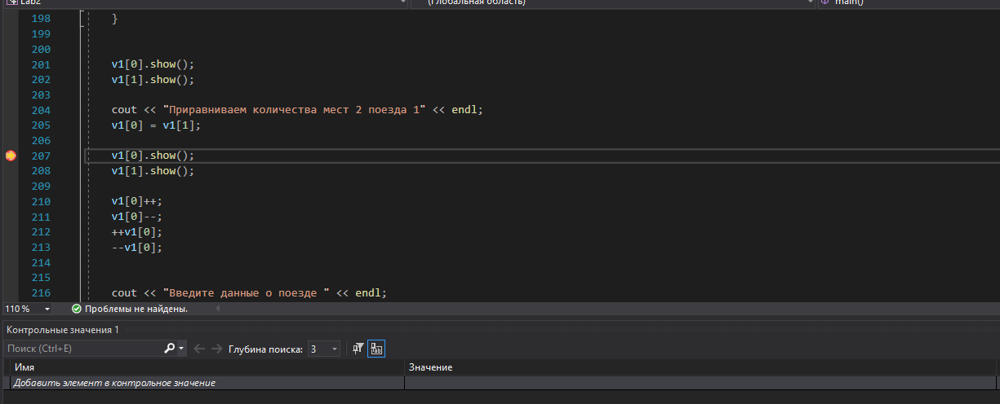 Lab2 (Глобальная область) main()
198 }
199
200
201 v1[0].show();
202 v1[1].show();
203
204 cout << "Приравниваем количества мест 2 поезда 1" << endl;
205 v1[0] = v1[1];
206
207 v1[0].show();
208 v1[1].show();
209
210 v1[0]++;
211 v1[0]--;
212 ++v1[0];
213 --v1[0];
214
215
216 cout << "Введите данные о поезде " << endl;
110 % Проблемы не найдены.
Контрольные значения 1
Поиск (Ctrl+E) Глубина поиска: 3
Имя Значение
Добавить элемент в контрольное значение